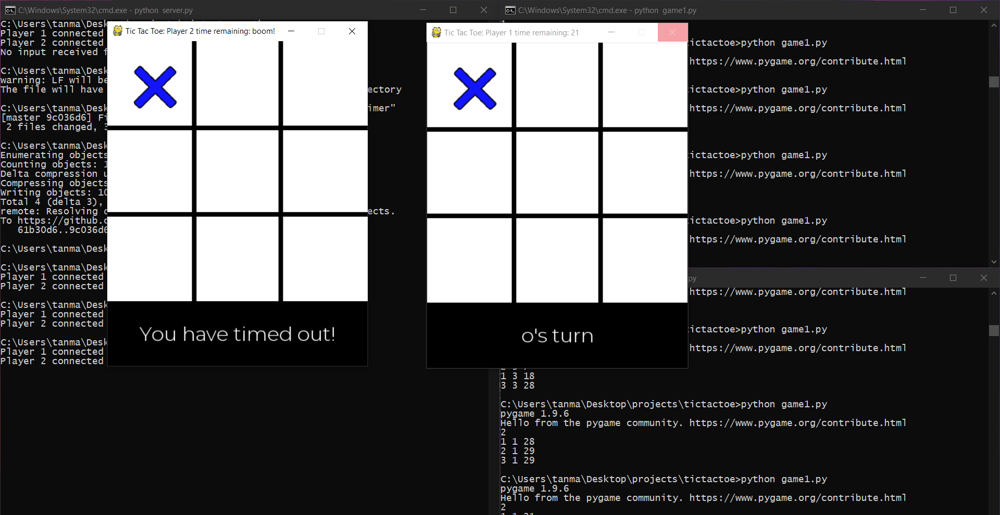 C:\Windows\System32\cmd.exe - python  server.py
C:\Users\tanma\Desk
Player 1 connected
Player 2 connected
No input received f
C:\Users\tanma\Desk
warning: LF will be
The file will have
ectory
C:\Users\tanma\Desk
imer"
[master 9c036d6] Fi
2 files changed, 3
C:\Users\tanma\Desk
Enumerating objects
Counting objects: 1
Delta compression u
Compressing objects
Writing objects: 10
Total 4 (delta 3),
remote: Resolving d
ects.
To https://github.c
61b30d6..9c036d6
C:\Users\tanma\Desk
C:\Users\tanma\Desk
Player 1 connected
Player 2 connected
C:\Users\tanma\Desk
Player 1 connected
Player 2 connected
C:\Users\tanma\Desk
Player 1 connected
Player 2 connected
Tic Tac Toe: Player 2 time remaining: boom!
You have timed out!
Tic Tac Toe: Player 1 time remaining: 21
o's turn
C:\Windows\System32\cmd.exe - python  game1.py
tictactoe>python game1.py
https://www.pygame.org/contribute.html
tictactoe>python game1.py
https://www.pygame.org/contribute.html
tictactoe>python game1.py
https://www.pygame.org/contribute.html
tictactoe>python game1.py
https://www.pygame.org/contribute.html
py
https://www.pygame.org/contribute.html
tictactoe>python game1.py
https://www.pygame.org/contribute.html
1 3 18
3 3 28
C:\Users\tanma\Desktop\projects\tictactoe>python game1.py
pygame 1.9.6
Hello from the pygame community. https://www.pygame.org/contribute.html
2
1 1 28
2 1 29
3 1 29
C:\Users\tanma\Desktop\projects\tictactoe>python game1.py
pygame 1.9.6
Hello from the pygame community. https://www.pygame.org/contribute.html
2